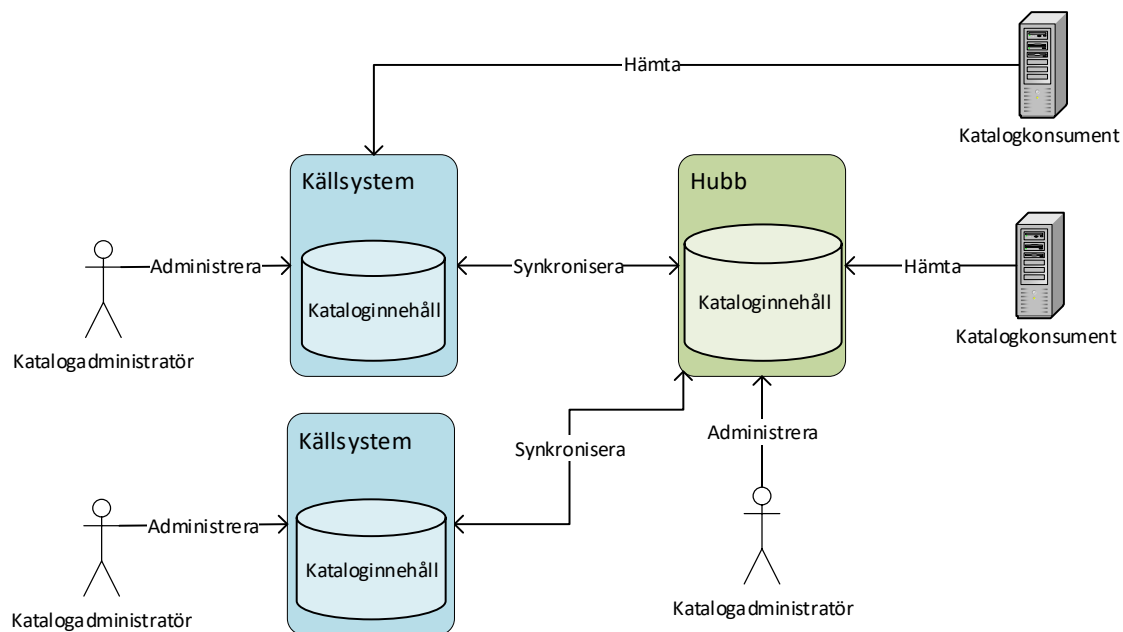 Hämta
Katalogkonsument
Källsystem
Hubb
Administrera
Synkronisera
Hämta
Kataloginnehåll
Kataloginnehåll
Katalogkonsument
Katalogadministratör
Källsystem
Synkronisera
Administrera
Administrera
Kataloginnehåll
Katalogadministratör
Katalogadministratör